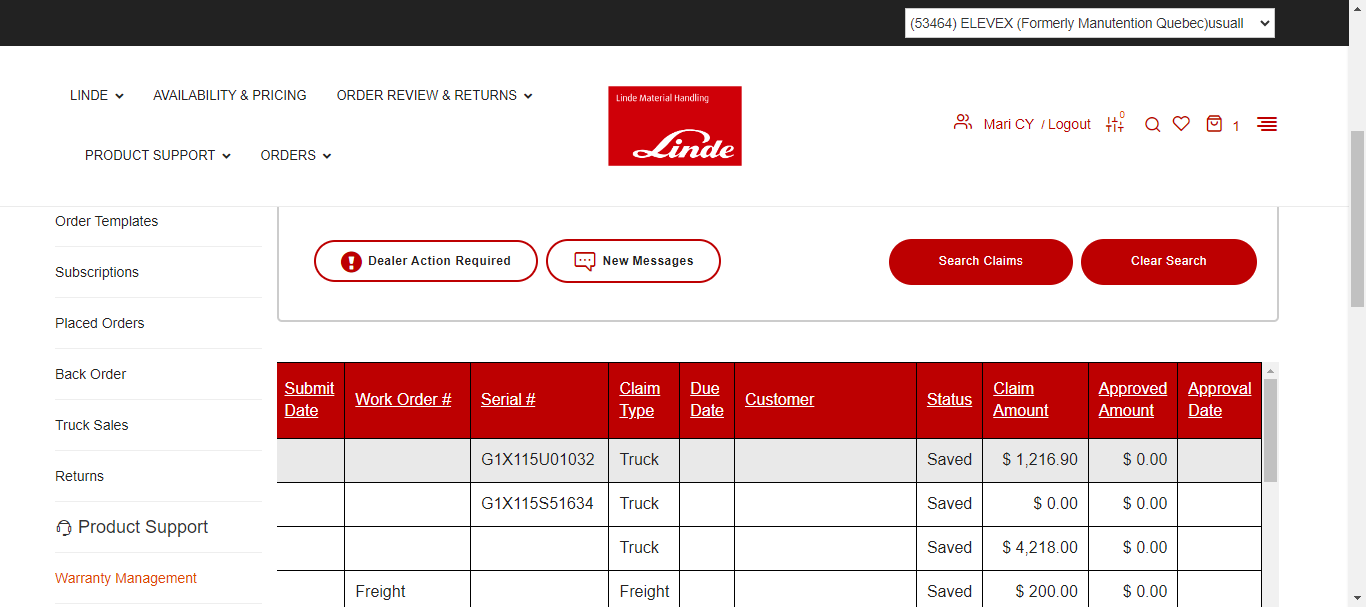 (53464) ELEVEX (Formerly Manutention Quebec)usuall
LINDE
AVAILABILITY & PRICING
ORDER REVIEW & RETURNS
PRODUCT SUPPORT
ORDERS
Linde Material Handling
Linde
Mari CY / Logout
0
1
Order Templates
Subscriptions
Placed Orders
Back Order
Truck Sales
Returns
Product Support
Warranty Management
Dealer Action Required
New Messages
Search Claims
Clear Search
Submit Date Work Order # Serial # Claim Type Due Date Customer Status Claim Amount Approved Amount Approval Date
G1X115U01032 Truck Saved $ 1,216.90 $ 0.00
G1X115S51634 Truck Saved $ 0.00 $ 0.00
Truck Saved $ 4,218.00 $ 0.00
Freight Freight Saved $ 200.00 $ 0.00